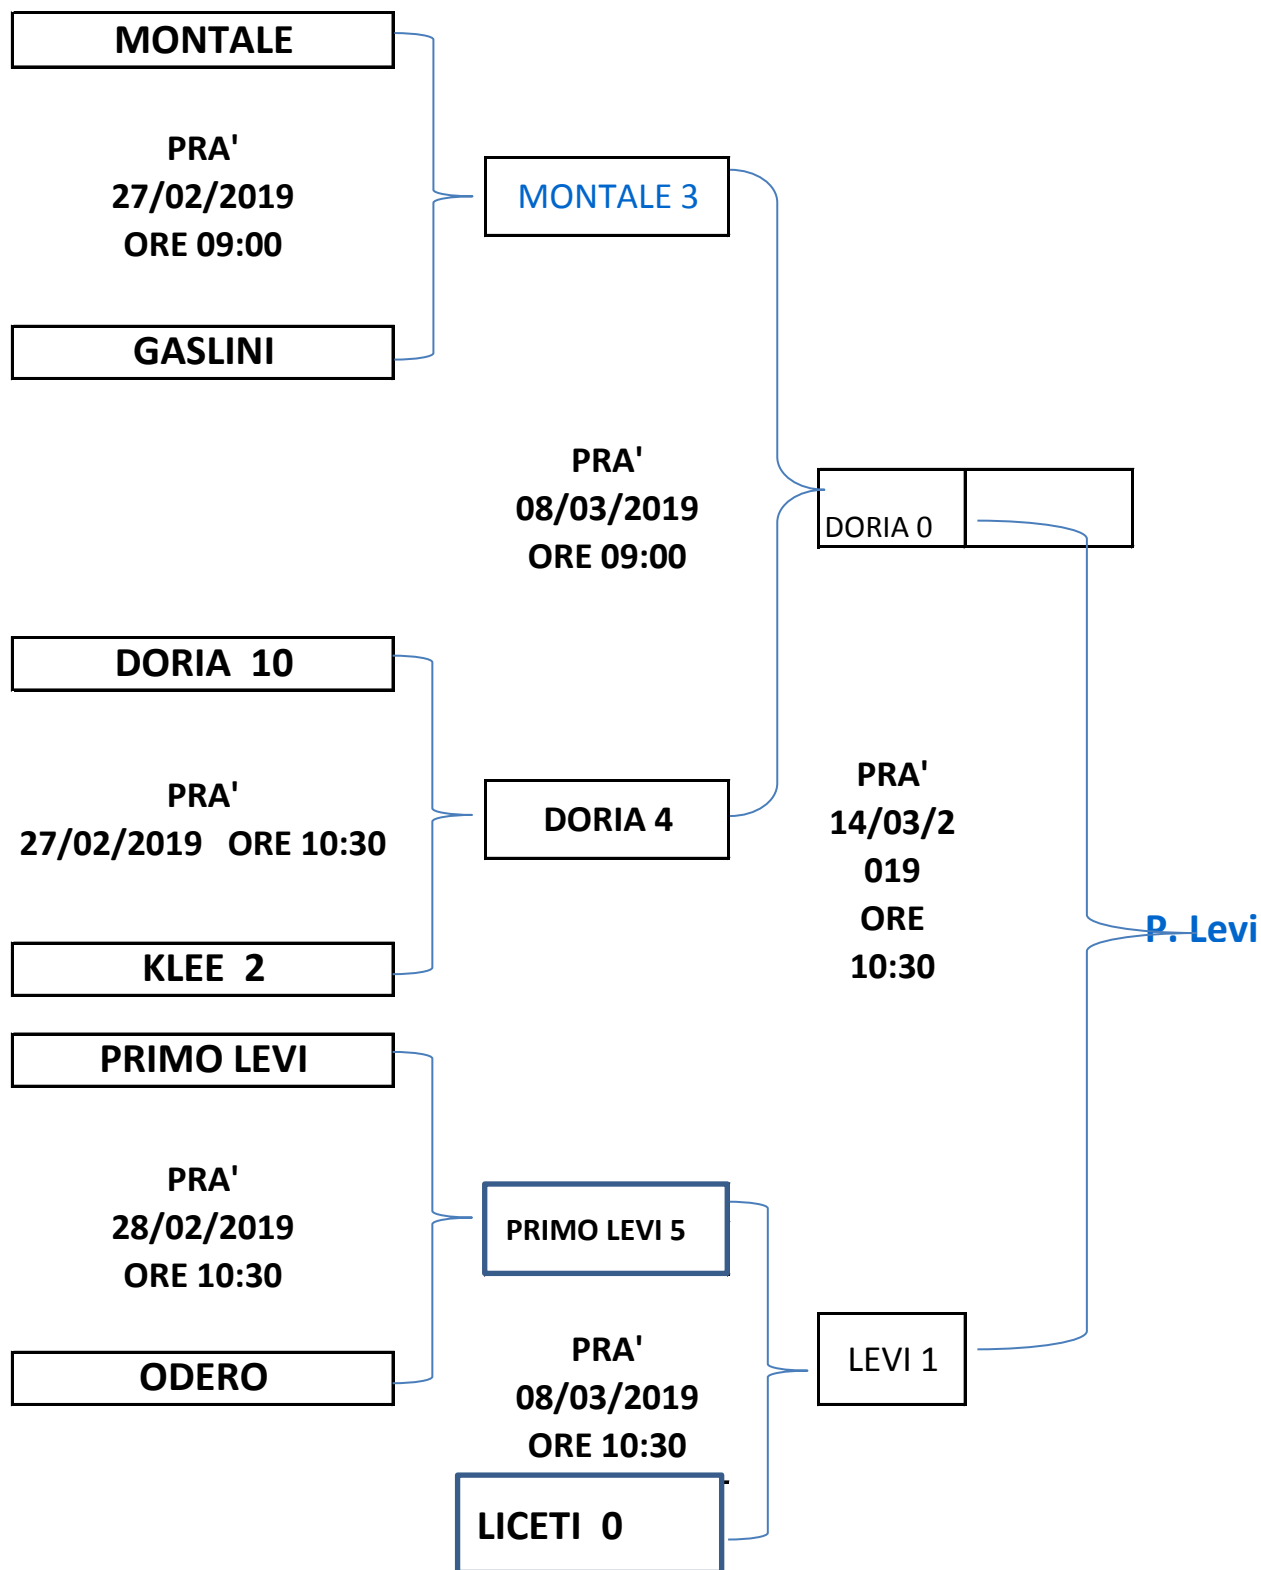 MONTALE
PRA'
27/02/2019
ORE 09:00
MONTALE 3
GASLINI
PRA'
08/03/2019
ORE 09:00
DORIA 0
DORIA 10
PRA'
27/02/2019 ORE 10:30
DORIA 4
PRA'
14/03/2
019
ORE
10:30
P. Levi
KLEE 2
PRIMO LEVI
PRA'
28/02/2019
ORE 10:30
PRIMO LEVI 5
ODERO
PRA'
08/03/2019
ORE 10:30
LEVI 1
LICETI 0